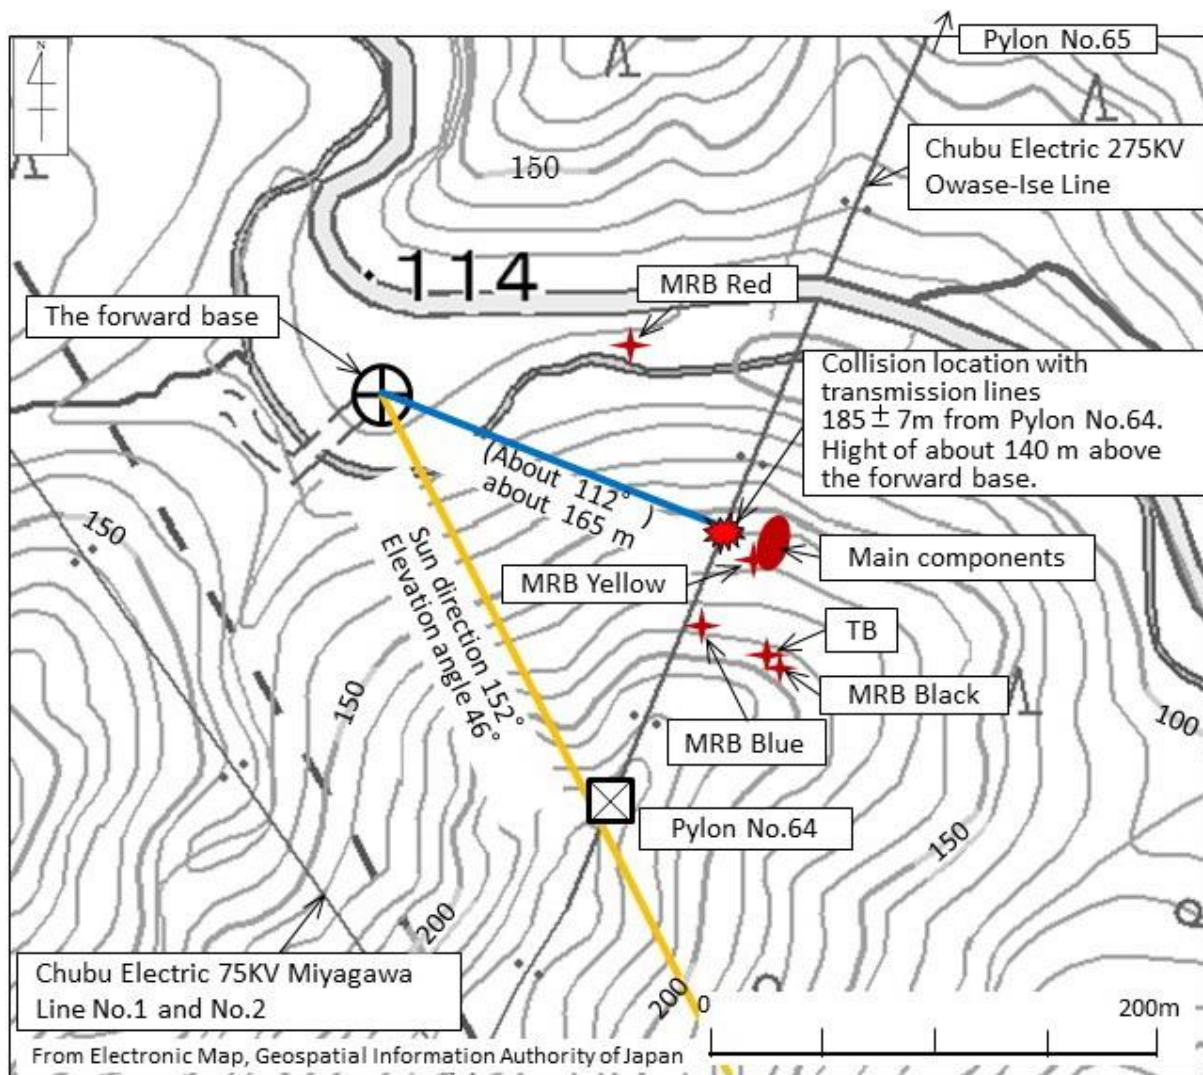 N
Pylon No.65
Chubu Electric 275KV
Owase-Ise Line
150
114
MRB Red
The forward base
Collision location with
transmission lines
185±7m from Pylon No.64.
Hight of about 140 m above
the forward base.
(About 112°)
about 165 m
150
Sun direction 152°
Elevation angle 46°
MRB Yellow
Main components
TB
MRB Black
150
100
MRB Blue
Pylon No.64
150
200
Chubu Electric 75KV Miyagawa
Line No.1 and No.2
200
0
200m
From Electronic Map, Geospatial Information Authority of Japan